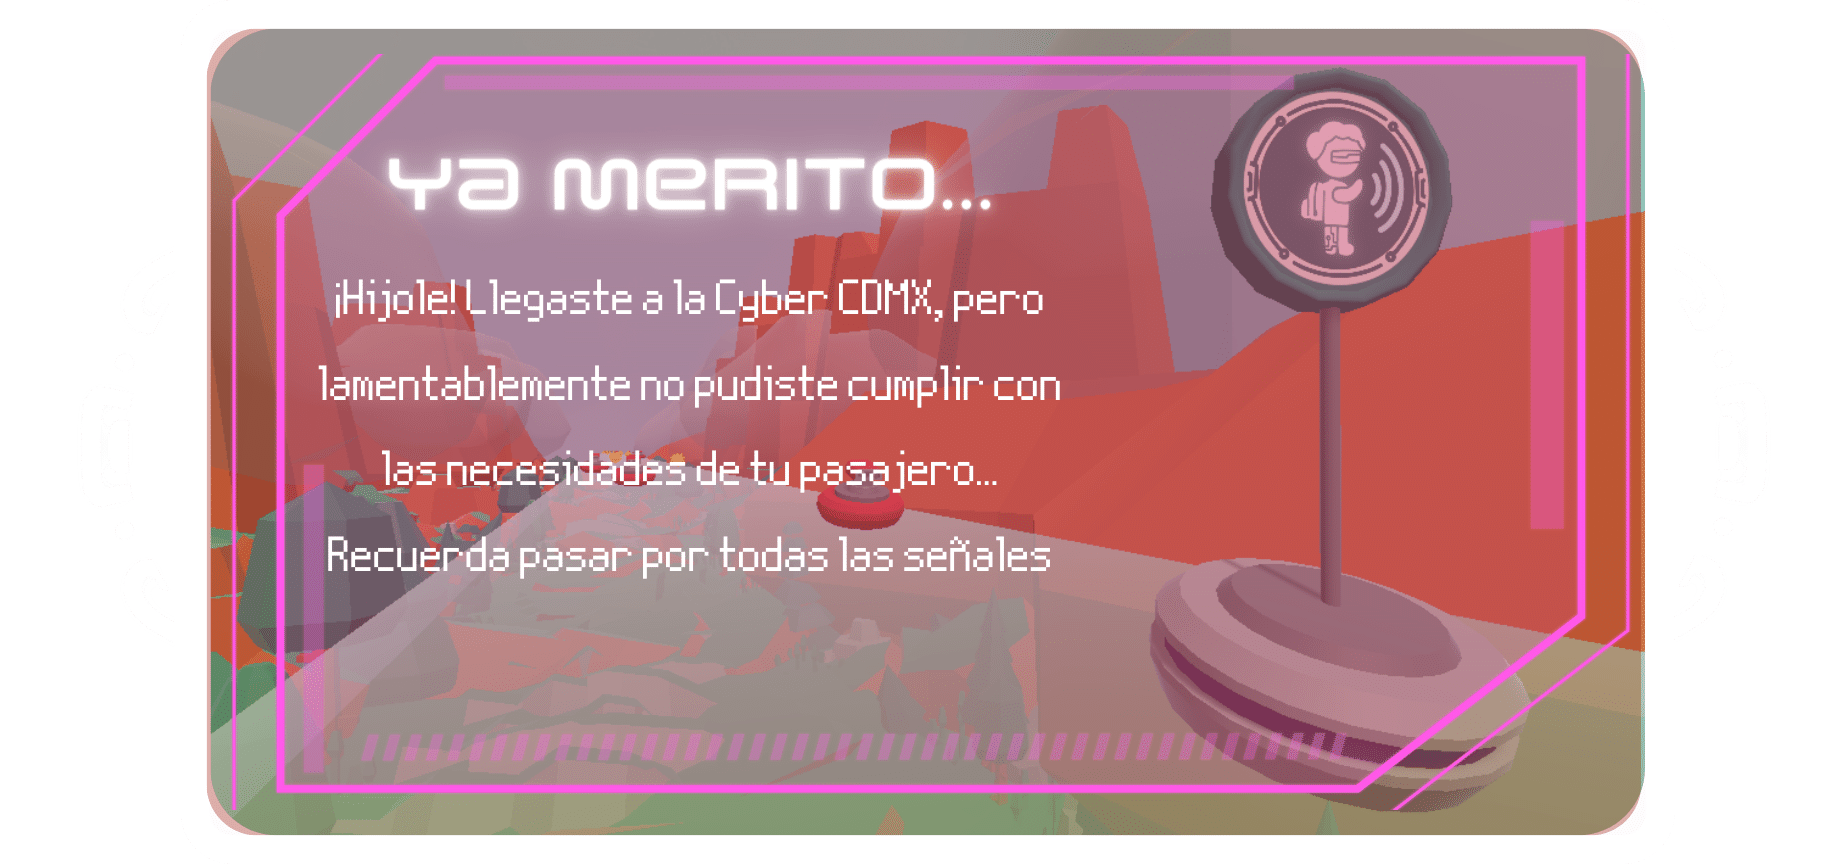 Ya merito...
¡Hijole! Llegaste a la Cyber CDMX, pero
lamentablemente no pudiste cumplir con
las necesidades de tu pasajero...
Recuerda pasar por todas las señales